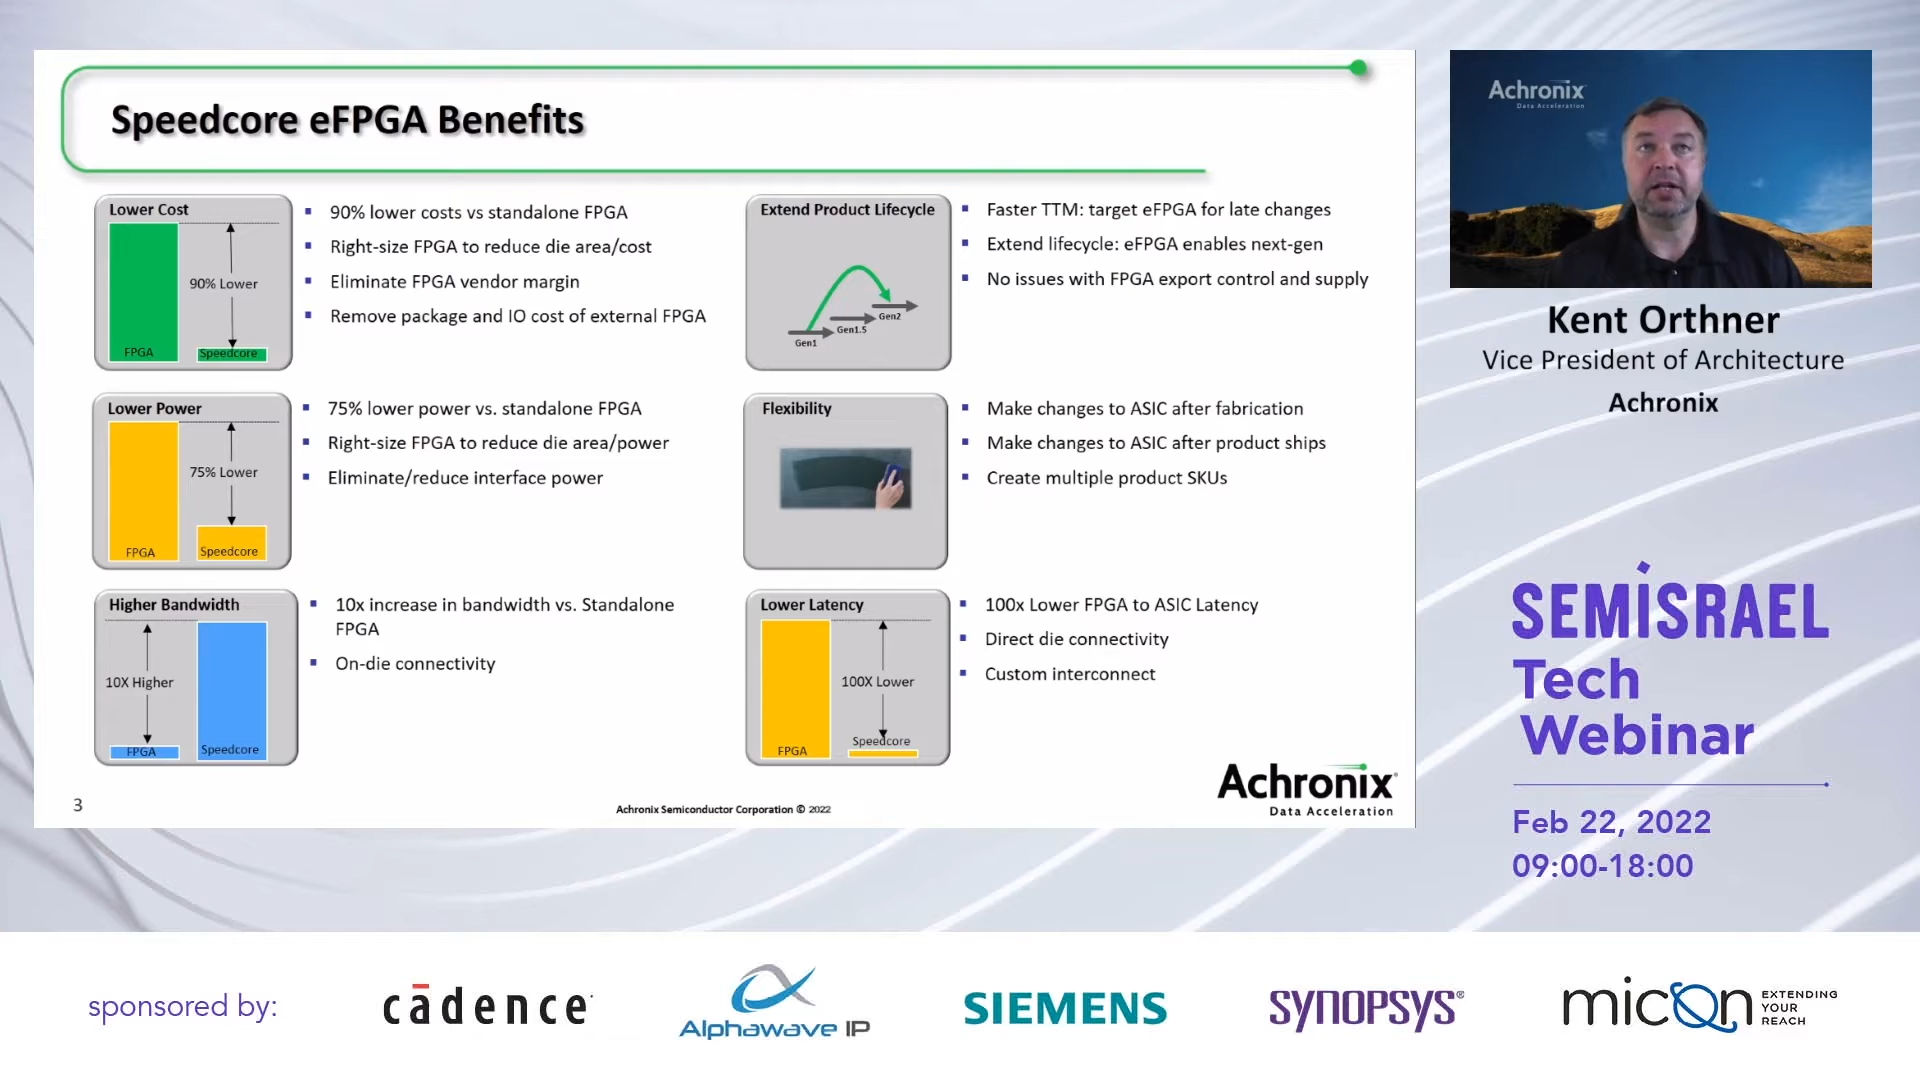 Speedcore eFPGA Benefits
Lower Cost
90% Lower
FPGA
Speedcore
90% lower costs vs standalone FPGA
Right-size FPGA to reduce die area/cost
Eliminate FPGA vendor margin
Remove package and IO cost of external FPGA
Lower Power
75% Lower
FPGA
Speedcore
75% lower power vs. standalone FPGA
Right-size FPGA to reduce die area/power
Eliminate/reduce interface power
Higher Bandwidth
10X Higher
FPGA
Speedcore
10x increase in bandwidth vs. Standalone
FPGA
On-die connectivity
Extend Product Lifecycle
Gen1
Gen1.5
Gen2
Faster TTM: target eFPGA for late changes
Extend lifecycle: eFPGA enables next-gen
No issues with FPGA export control and supply
Flexibility
Make changes to ASIC after fabrication
Make changes to ASIC after product ships
Create multiple product SKUs
Lower Latency
100X Lower
FPGA
Speedcore
100x Lower FPGA to ASIC Latency
Direct die connectivity
Custom interconnect
3
Achronix Semiconductor Corporation © 2022
Achronix
Data Acceleration
Achronix
Data Acceleration
Kent Orthner
Vice President of Architecture
Achronix
SEMISRAEL
Tech
Webinar
Feb 22, 2022
09:00-18:00
sponsored by:
cādence
Alphawave IP
SIEMENS
SYNOPSYS®
micon
EXTENDING
YOUR
REACH